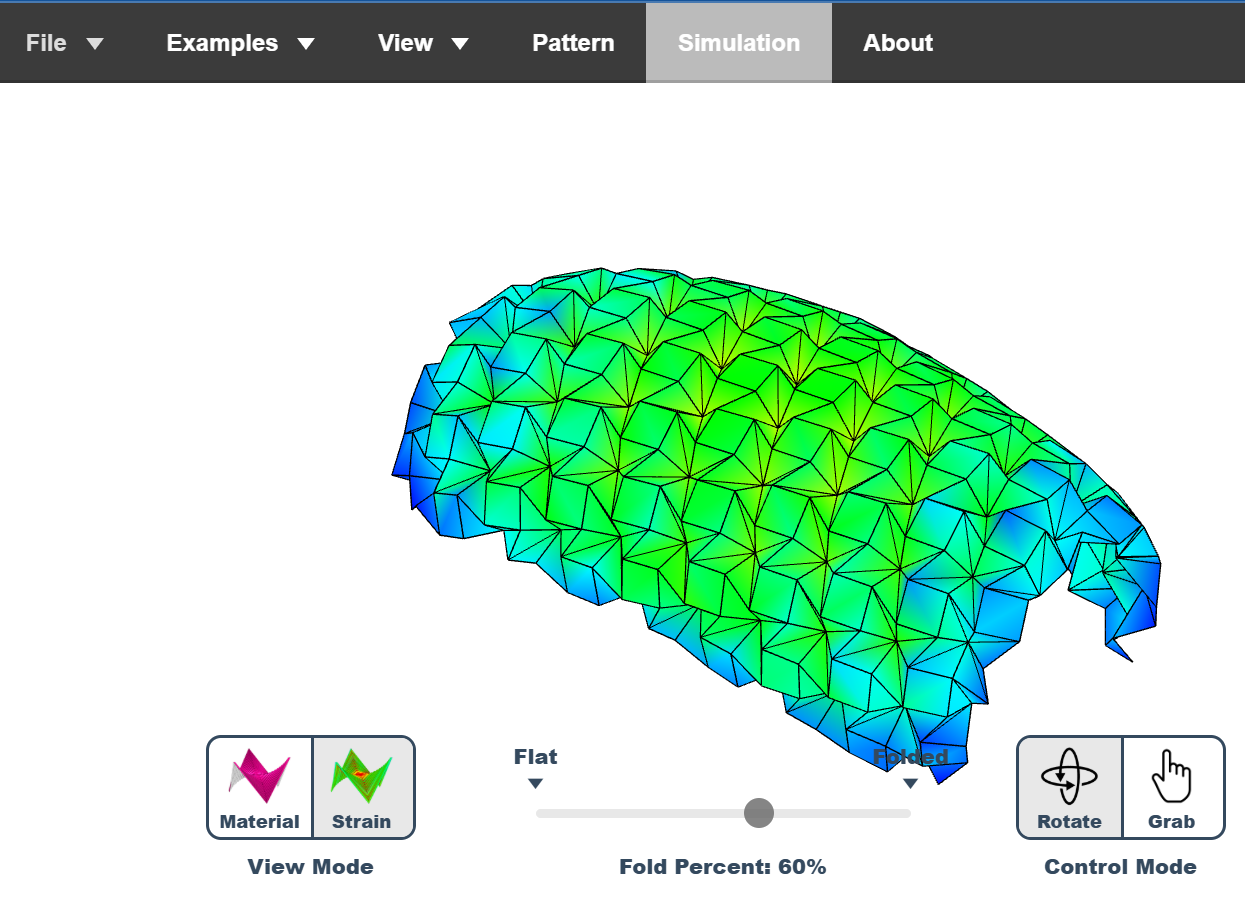 File Examples View Pattern Simulation About
Flat Folded
Material Strain Rotate Grab
View Mode Fold Percent: 60% Control Mode